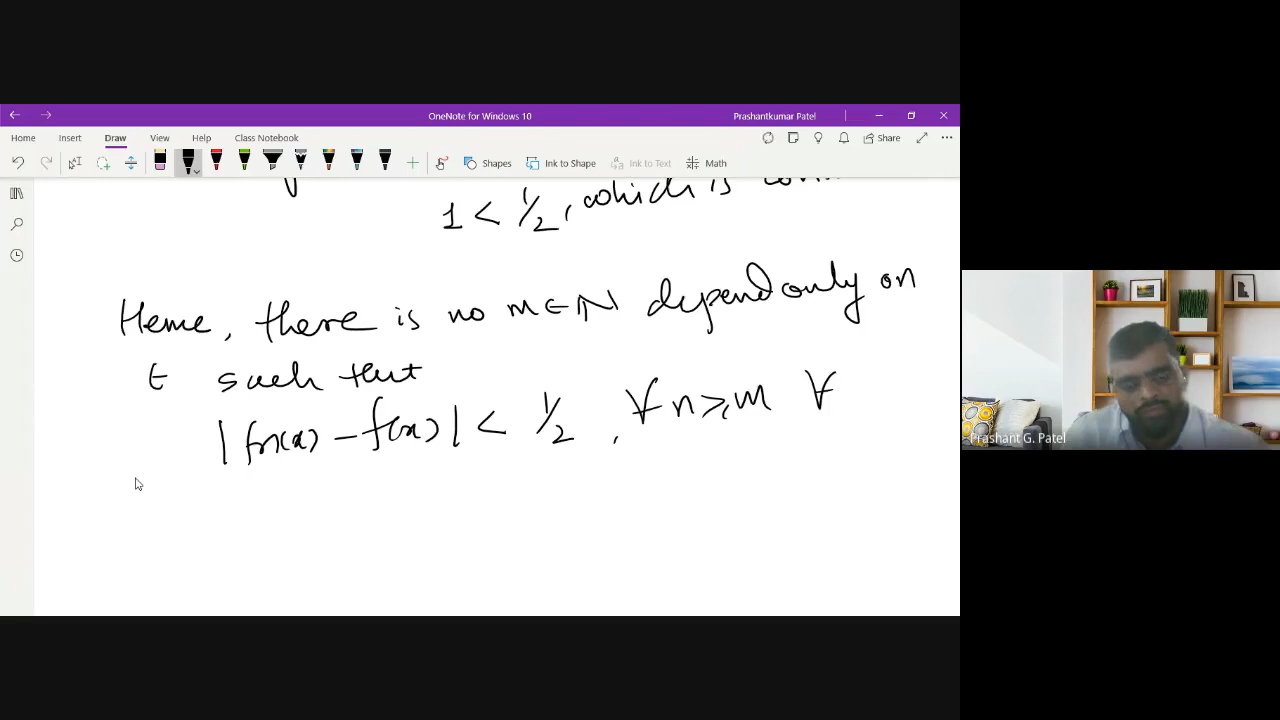 OneNote for Windows 10
Prashantkumar Patel
Home Insert Draw View Help Class Notebook
Share
Shapes Ink to Shape Ink to Text Math
1 < 1/2, which is
Hence, there is no m ∈ ℕ depend only on
ϵ such that
|fn(x) - f(x)| < 1/2, ∀ n ≥ m ∀
Prashant G. Patel